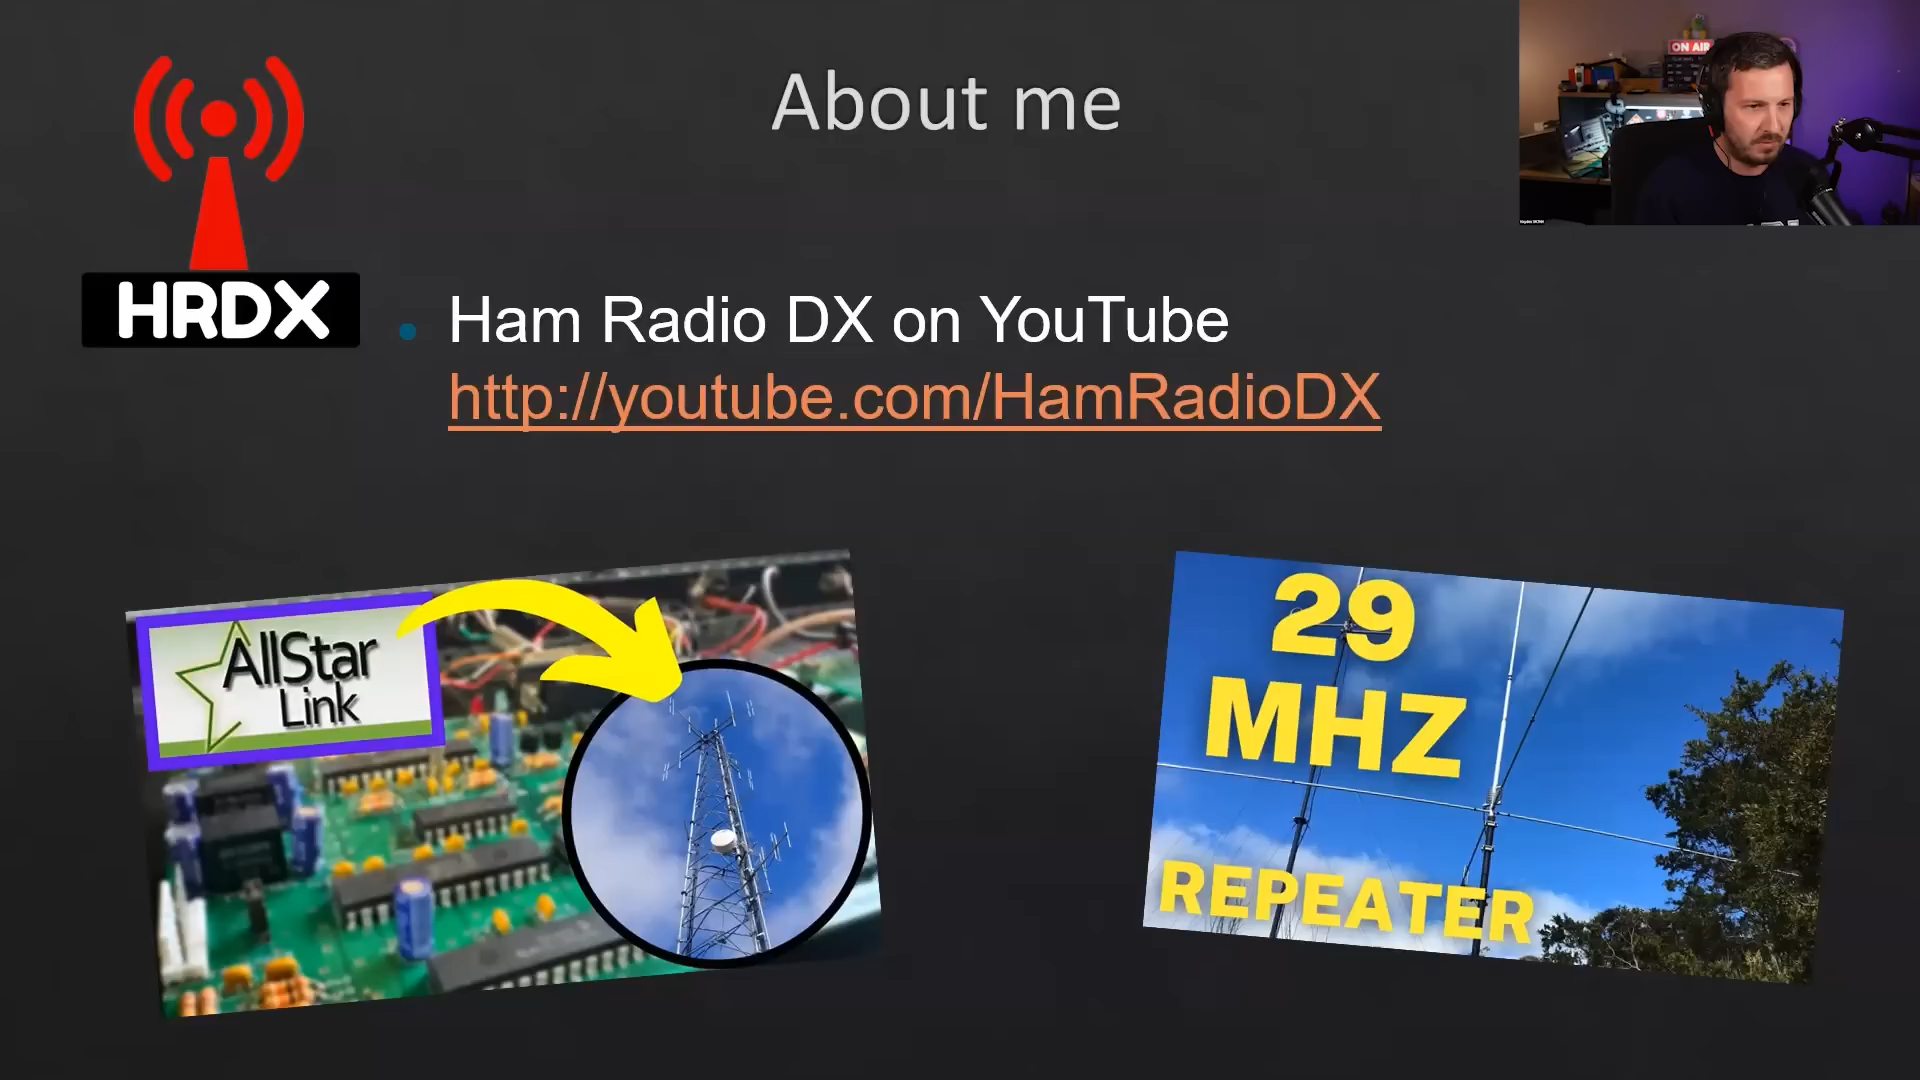 About me
ON AIR
HRDX
Ham Radio DX on YouTube
http://youtube.com/HamRadioDX
AllStar
Link
29
MHZ
REPEATER